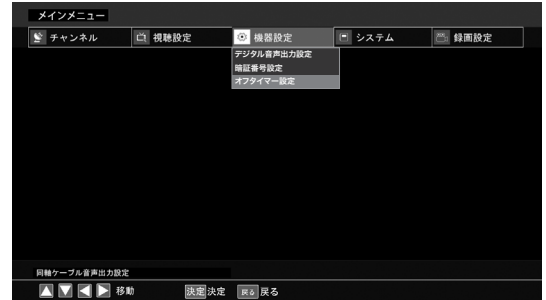 メインメニュー
チャンネル 視聴設定 機器設定 システム 録画設定
デジタル音声出力設定
暗証番号設定
オフタイマー設定
同軸ケーブル音声出力設定
移動 決定 決定 戻る 戻る